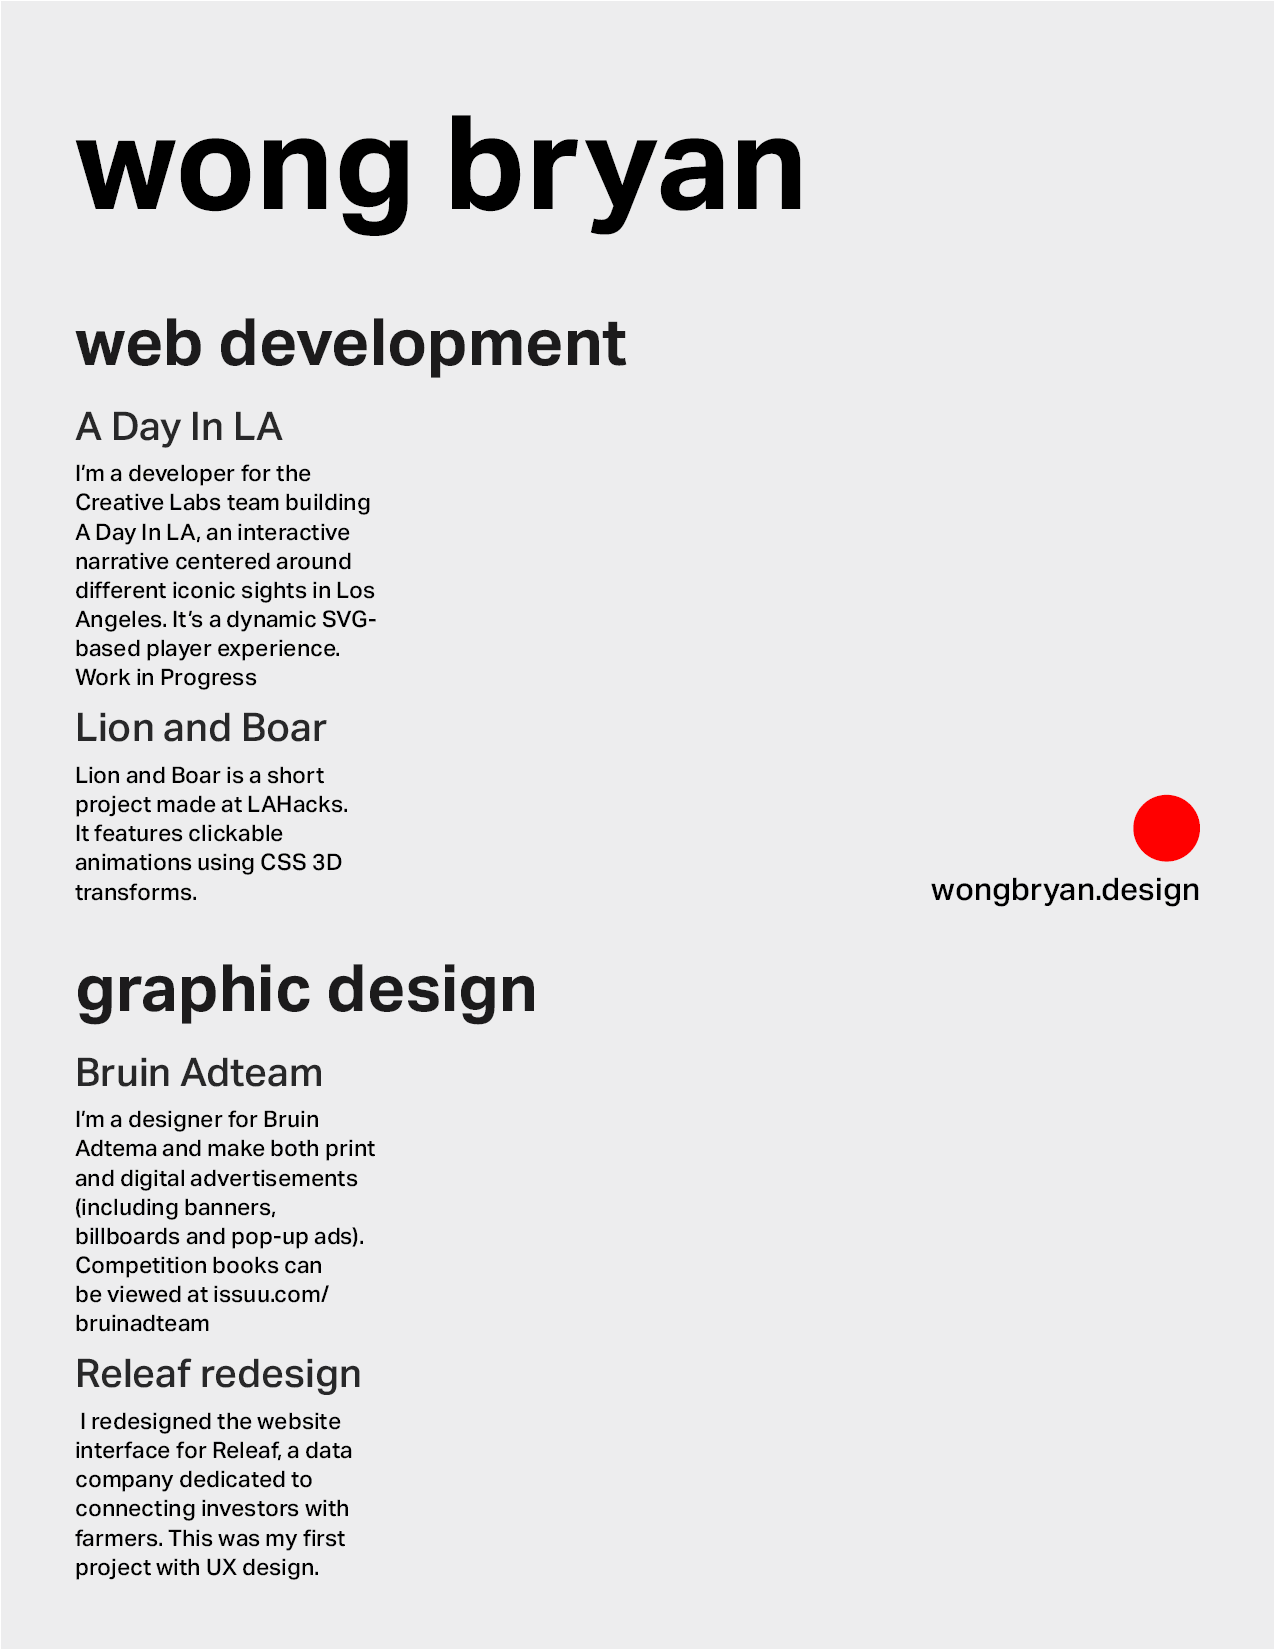 wong bryan
web development
A Day In LA
I'm a developer for the
Creative Labs team building
A Day In LA, an interactive
narrative centered around
different iconic sights in Los
Angeles. It's a dynamic SVG-
based player experience.
Work in Progress
Lion and Boar
Lion and Boar is a short
project made at LAHacks.
It features clickable
animations using CSS 3D
transforms.
wongbryan.design
graphic design
Bruin Adteam
I'm a designer for Bruin
Adtema and make both print
and digital advertisements
(including banners,
billboards and pop-up ads).
Competition books can
be viewed at issuu.com/
bruinadteam
Releaf redesign
I redesigned the website
interface for Releaf, a data
company dedicated to
connecting investors with
farmers. This was my first
project with UX design.